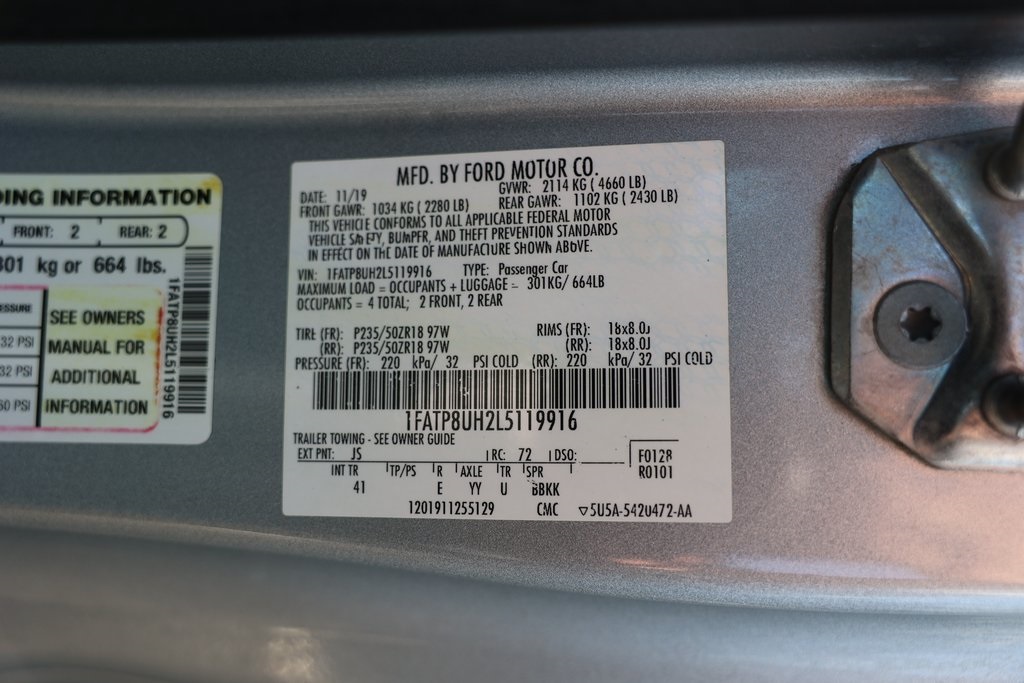 DING INFORMATION
FRONT: 2 REAR: 2
301 kg or 664 lbs.
ESSURE
32 PSI
32 PSI
60 PSI
SEE OWNERS
MANUAL FOR
ADDITIONAL
INFORMATION
1FATP8UH2L5119916
MFD. BY FORD MOTOR CO.
DATE: 11/19 GVWR: 2114 KG ( 4660 LB)
FRONT GAWR: 1034 KG ( 2280 LB) REAR GAWR: 1102 KG ( 2430 LB)
THIS VEHICLE CONFORMS TO ALL APPLICABLE FEDERAL MOTOR
VEHICLE SAFETY, BUMPER, AND THEFT PREVENTION STANDARDS
IN EFFECT ON THE DATE OF MANUFACTURE SHOWN ABOVE.
VIN: 1FATP8UH2L5119916 TYPE: Passenger Car
MAXIMUM LOAD = OCCUPANTS + LUGGAGE = 301KG/ 664LB
OCCUPANTS = 4 TOTAL; 2 FRONT, 2 REAR
TIRE (FR): P235/50ZR18 97W RIMS (FR): 18x8.0J
(RR): P235/50ZR18 97W (RR): 18x8.0J
PRESSURE (FR): 220 kPa/ 32 PSI COLD (RR): 220 kPa/ 32 PSI COLD
1FATP8UH2L5119916
TRAILER TOWING - SEE OWNER GUIDE
EXT PNT: JS RC: 72 DSO: F0128
INT TR TP/PS R AXLE TR SPR R0101
41 E YY U BBKK
1201911255129 CMC ▽5U5A-5420472-AA